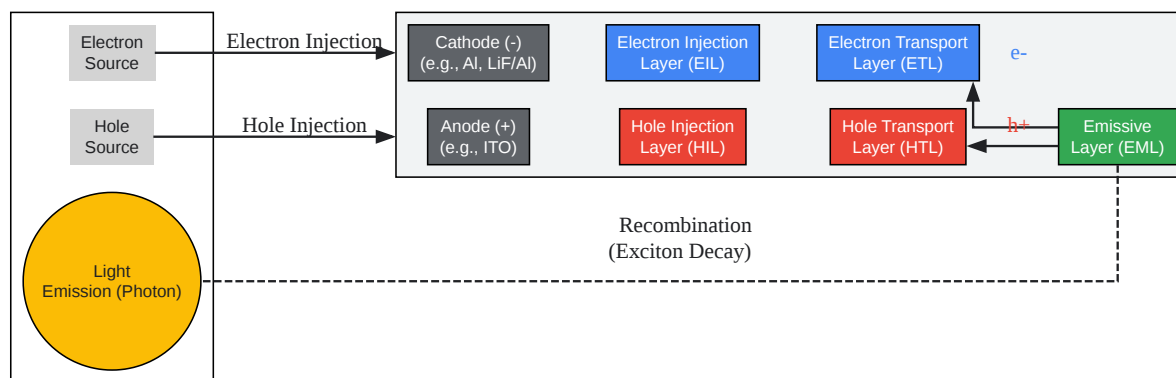 Electron
Source
Electron Injection
Cathode (-)
(e.g., Al, LiF/Al)
Electron Injection
Layer (EIL)
Electron Transport
Layer (ETL)
e-
Hole
Source
Hole Injection
Anode (+)
(e.g., ITO)
Hole Injection
Layer (HIL)
Hole Transport
Layer (HTL)
h+
Emissive
Layer (EML)
Recombination
(Exciton Decay)
Light
Emission (Photon)